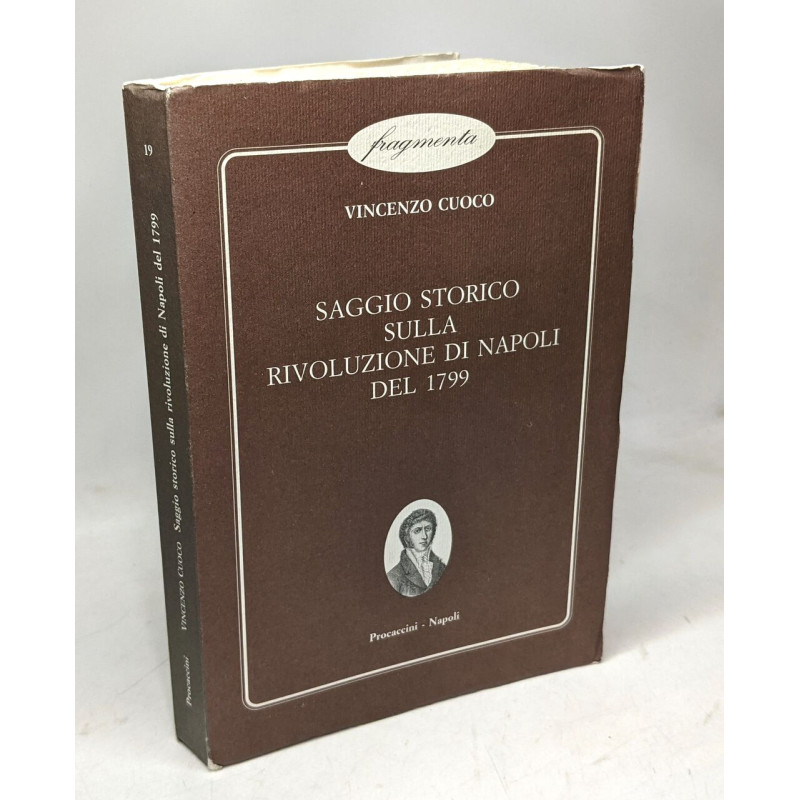 fragmenta
VINCENZO CUOCO
SAGGIO STORICO
SULLA
RIVOLUZIONE DI NAPOLI
DEL 1799
Procaccini - Napoli
19
Procaccini VINCENZO CUOCO Saggio storico sulla rivoluzione di Napoli del 1799